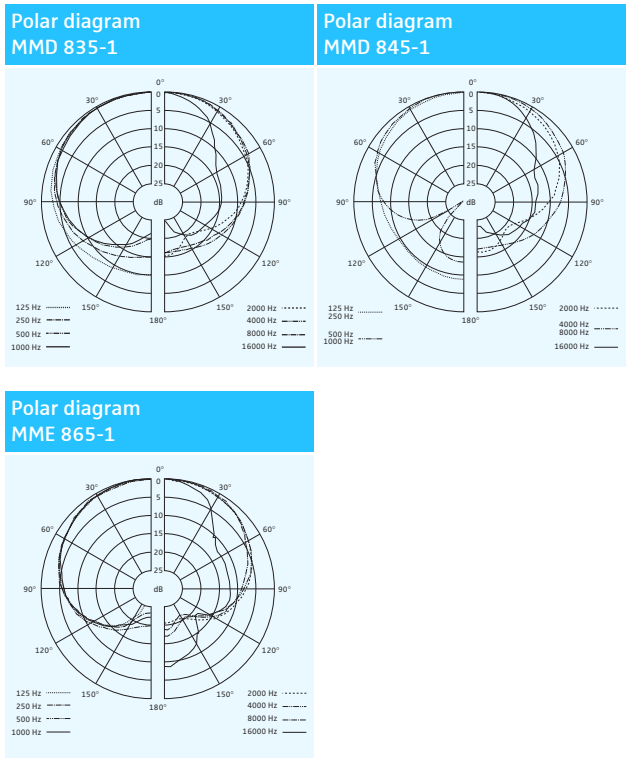 Polar diagram
MMD 835-1
0°
30°
30°
60°
60°
90°
90°
120°
120°
150°
150°
180°
0
5
10
15
20
25
dB
125 Hz
250 Hz
500 Hz
1000 Hz
2000 Hz
4000 Hz
8000 Hz
16000 Hz
Polar diagram
MMD 845-1
0°
30°
30°
60°
60°
90°
90°
120°
120°
150°
150°
180°
0
5
10
15
20
25
dB
125 Hz
250 Hz
500 Hz
1000 Hz
2000 Hz
4000 Hz
8000 Hz
16000 Hz
Polar diagram
MME 865-1
0°
30°
30°
60°
60°
90°
90°
120°
120°
150°
150°
180°
0
5
10
15
20
25
dB
125 Hz
250 Hz
500 Hz
1000 Hz
2000 Hz
4000 Hz
8000 Hz
16000 Hz